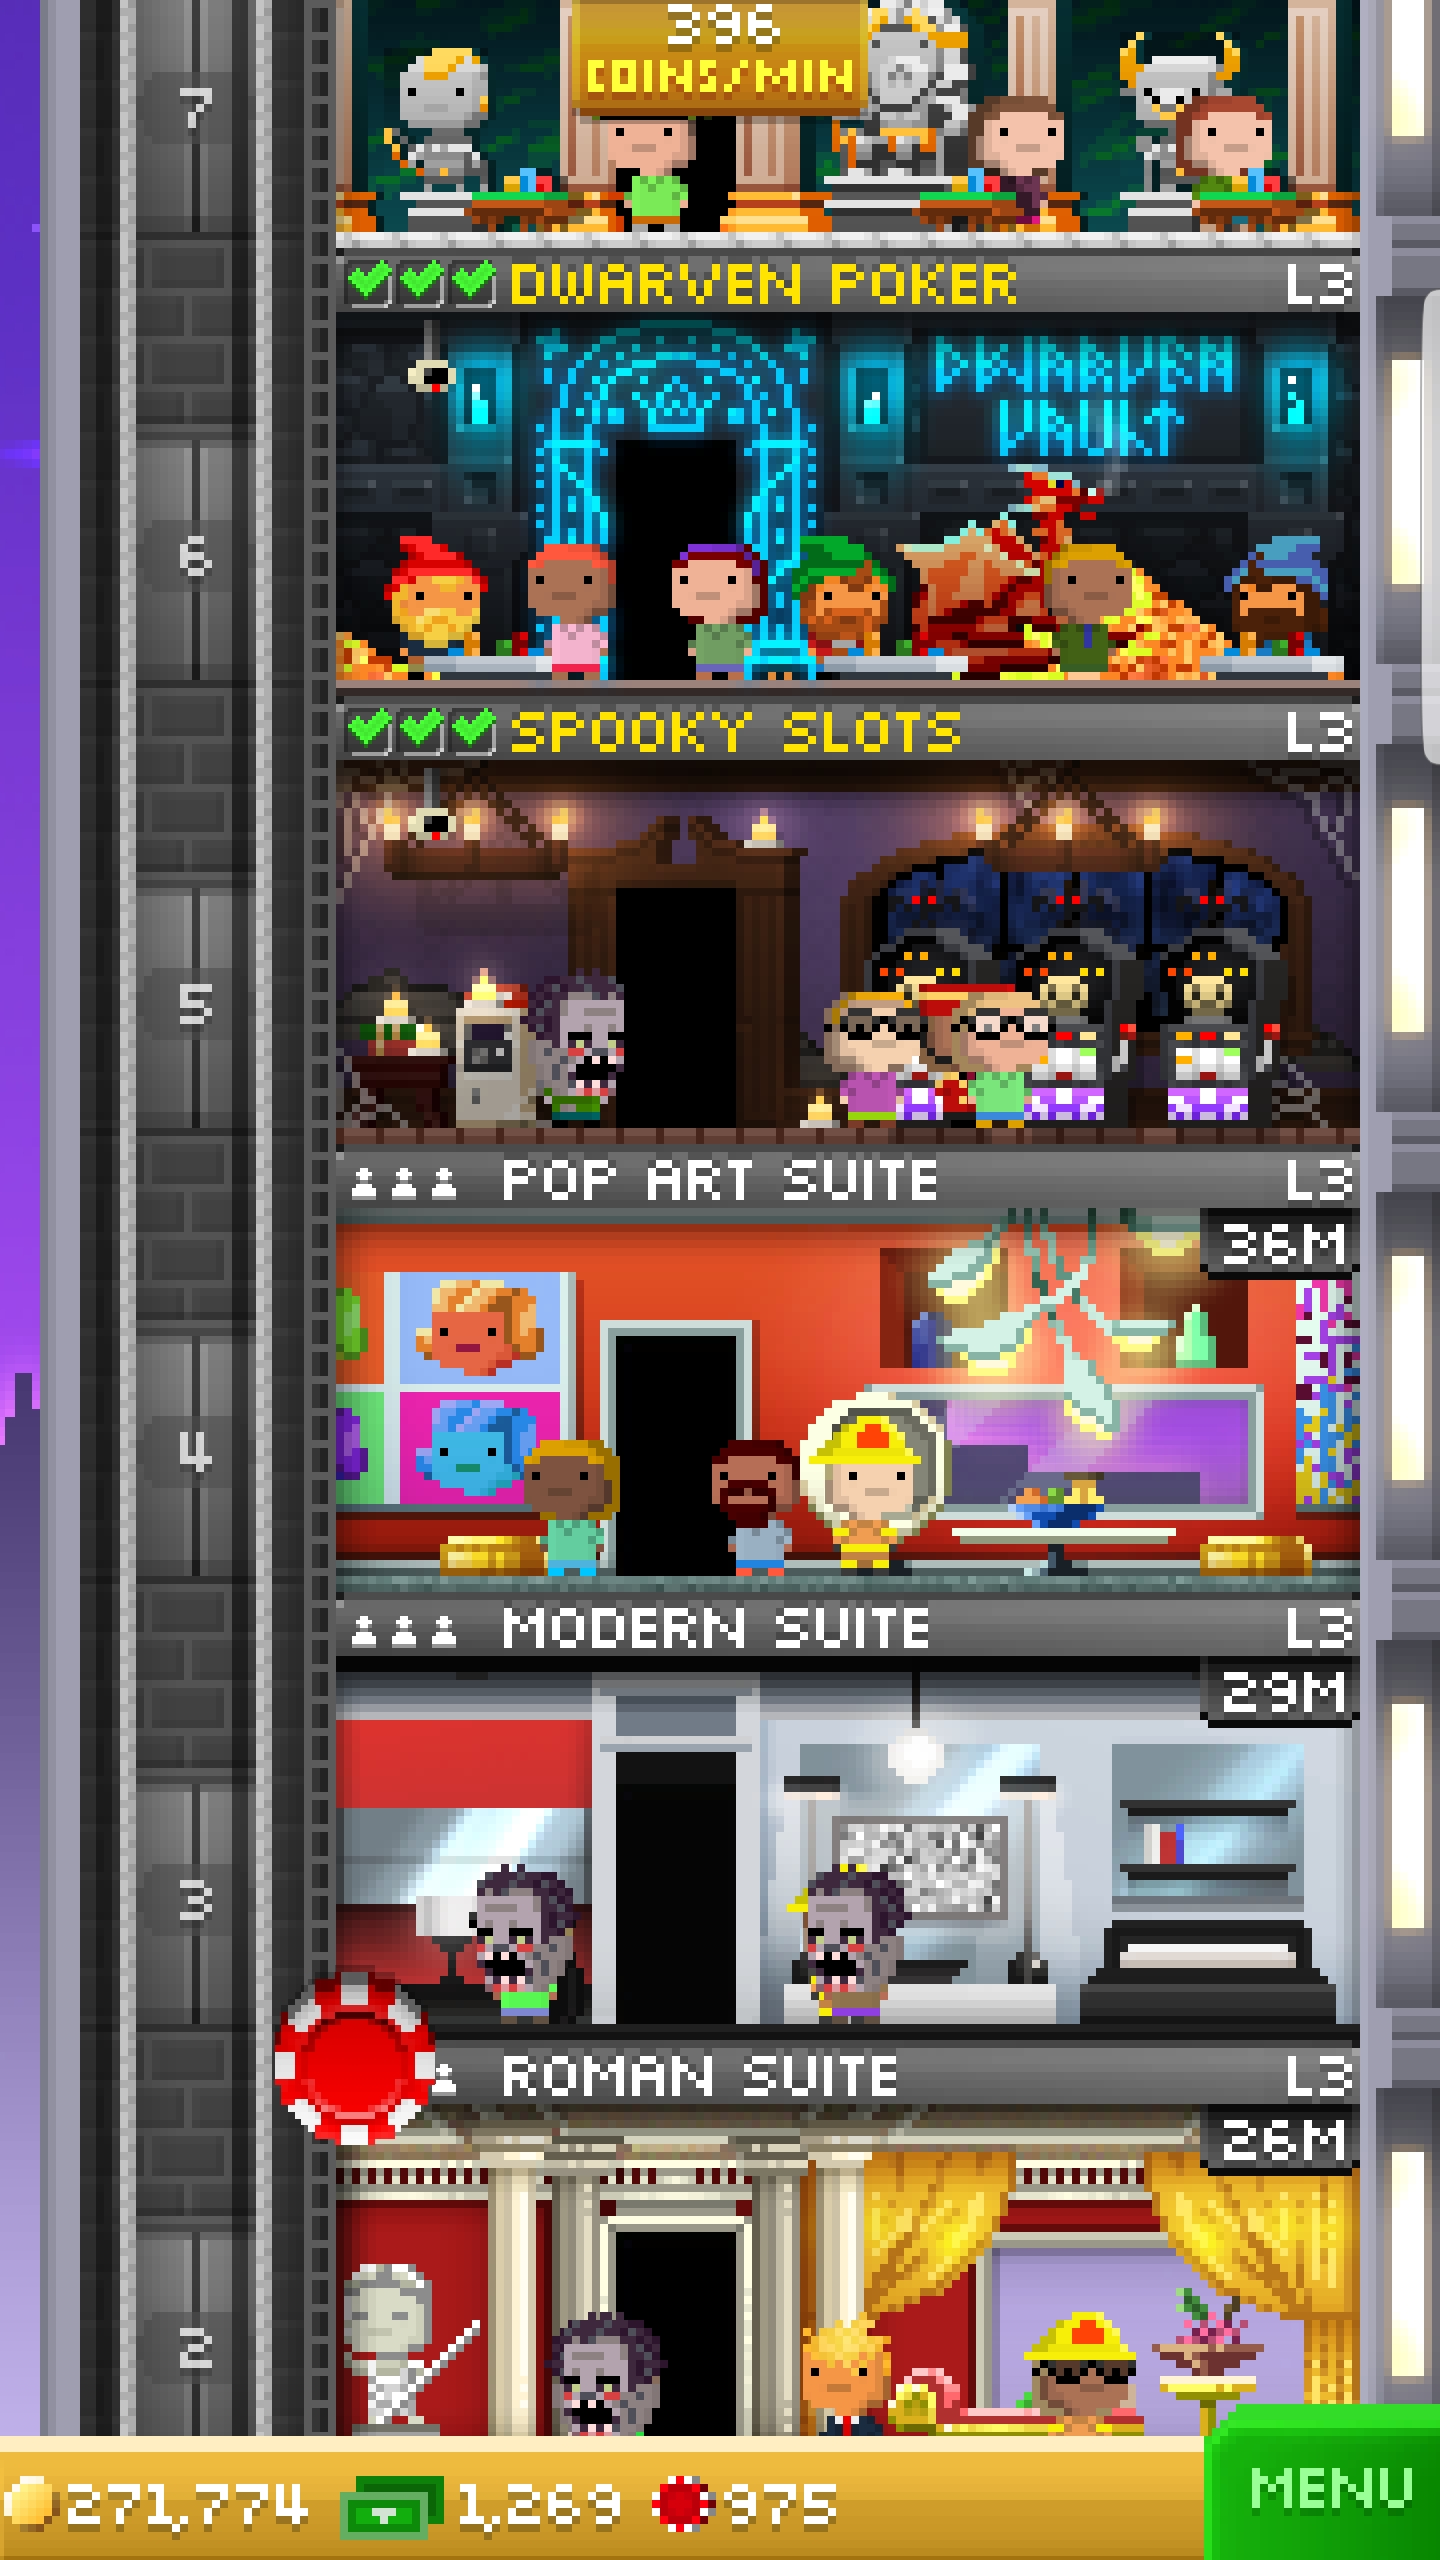 396
COINS/MIN
7
DWARVEN POKER L3
DWARVEN
VAULT
6
SPOOKY SLOTS L3
5
POP ART SUITE L3
36M
4
MODERN SUITE L3
29M
3
ROMAN SUITE L3
26M
2
271,774 1,269 975 MENU